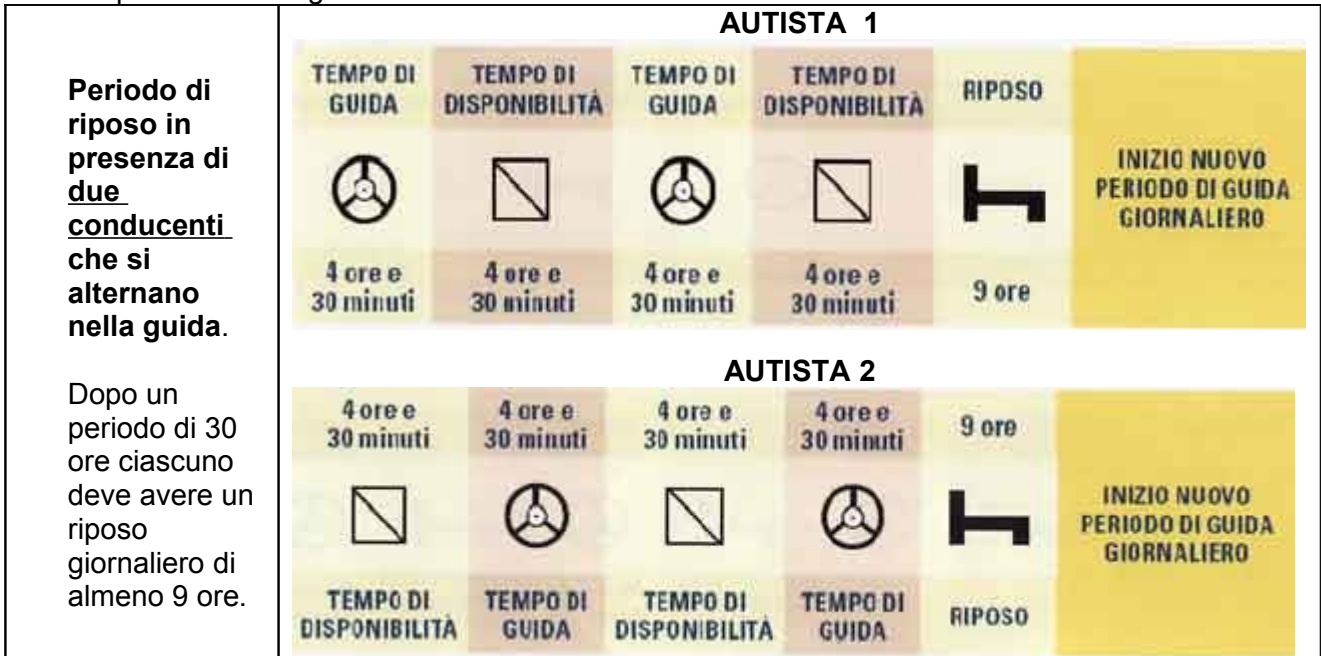 Periodo di
riposo in
presenza di
due
conducenti
che si
alternano
nella guida.
Dopo un
periodo di 30
ore ciascuno
deve avere un
riposo
giornaliero di
almeno 9 ore.
AUTISTA 1
TEMPO DI
GUIDA
TEMPO DI
DISPONIBILITÀ
TEMPO DI
GUIDA
TEMPO DI
DISPONIBILITÀ
RIPOSO
4 ore e
30 minuti
4 ore e
30 minuti
4 ore e
30 minuti
4 ore e
30 minuti
9 ore
INIZIO NUOVO
PERIODO DI GUIDA
GIORNALIERO
AUTISTA 2
4 ore e
30 minuti
4 ore e
30 minuti
4 ore e
30 minuti
4 ore e
30 minuti
9 ore
TEMPO DI
DISPONIBILITÀ
TEMPO DI
GUIDA
TEMPO DI
DISPONIBILITÀ
TEMPO DI
GUIDA
RIPOSO
INIZIO NUOVO
PERIODO DI GUIDA
GIORNALIERO